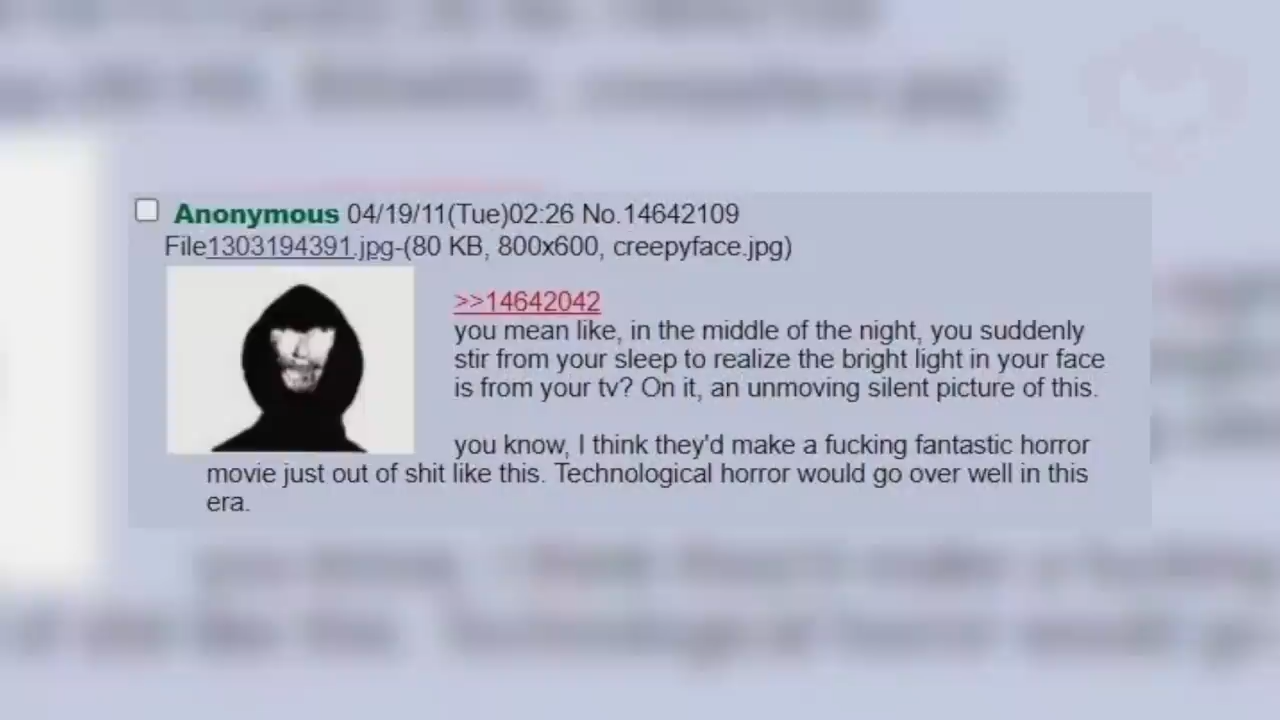 Anonymous 04/19/11(Tue)02:26 No.14642109
File1303194391.jpg-(80 KB, 800x600, creepyface.jpg)
>>14642042
you mean like, in the middle of the night, you suddenly
stir from your sleep to realize the bright light in your face
is from your tv? On it, an unmoving silent picture of this.
you know, I think they'd make a fucking fantastic horror
movie just out of shit like this. Technological horror would go over well in this
era.